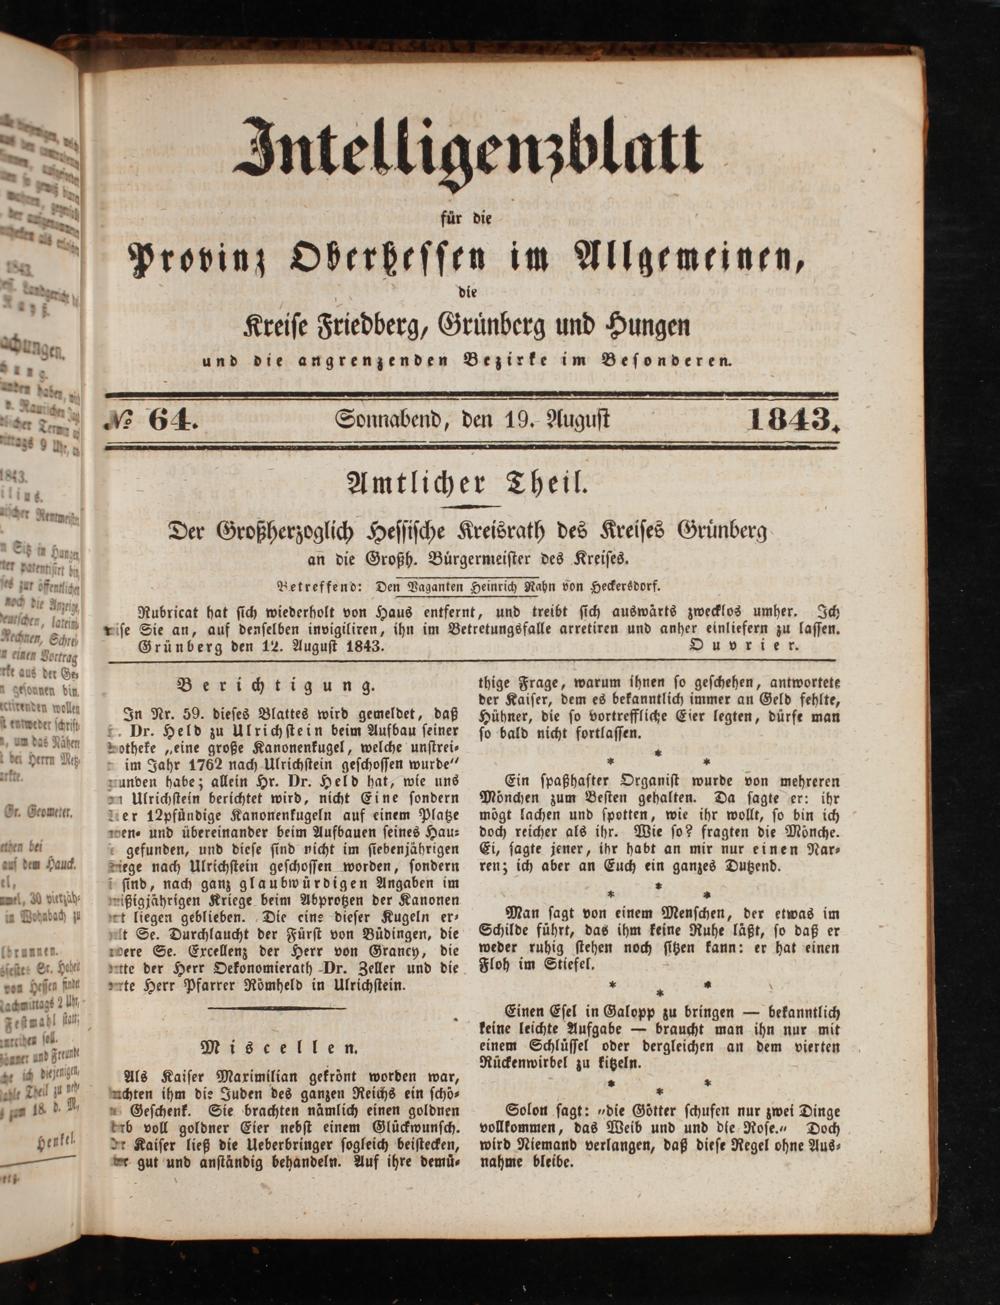 Intelligenzblatt
für die
Provinz Oberhessen im Allgemeinen,
die
Kreise Friedberg, Grünberg und Hungen
und die angrenzenden Bezirke im Besonderen.
№ 64. Sonnabend, den 19. August 1843.
Amtlicher Theil.
Der Großherzoglich Hessische Kreisrath des Kreises Grünberg
an die Großh. Bürgermeister des Kreises.
Betreffend: Den Vaganten Heinrich Rahn von Heckersdorf.
Rubricat hat sich wiederholt von Haus entfernt, und treibt sich auswärts zwecklos umher. Ich
weise Sie an, auf denselben invigiliren, ihn im Betretungsfalle arretiren und anher einliefern zu lassen.
Grünberg den 12. August 1843. Ouvrier.
Berichtigung.
In Nr. 59. dieses Blattes wird gemeldet, daß
Dr. Held zu Ulrichstein beim Aufbau seiner
„eine große Kanonenkugel, welche unstrei-
im Jahr 1762 nach Ulrichstein geschossen wurde“
habe; allein Hr. Dr. Held hat, wie uns
Ulrichstein berichtet wird, nicht Eine sondern
12pfündige Kanonenkugeln auf einem Platze
und übereinander beim Aufbauen seines Hau-
gefunden, und diese sind nicht im siebenjährigen
nach Ulrichstein geschossen worden, sondern
sind, nach ganz glaubwürdigen Angaben im
Kriege beim Abprotzen der Kanonen
liegen geblieben. Die eine dieser Kugeln er-
Se. Durchlaucht der Fürst von Büdingen, die
Se. Excellenz der Herr von Grancy, die
der Herr Oekonomierath Dr. Zeller und die
Herr Pfarrer Römheld in Ulrichstein.
Miscellen.
Als Kaiser Maximilian gekrönt worden war,
ihm die Juden des ganzen Reichs ein schö-
Geschenk. Sie brachten nämlich einen goldnen
voll goldner Eier nebst einem Glückwunsch.
Kaiser ließ die Ueberbringer sogleich beistecken,
gut und anständig behandeln. Auf ihre demü-
thige Frage, warum ihnen so geschehen, antwortete
der Kaiser, dem es bekanntlich immer an Geld fehlte,
Hühner, die so vortreffliche Eier legten, dürfe man
so bald nicht fortlassen.
* * *
Ein spaßhafter Organist wurde von mehreren
Mönchen zum Besten gehalten. Da sagte er: ihr
mögt lachen und spotten, wie ihr wollt, so bin ich
doch reicher als ihr. Wie so? fragten die Mönche.
Ei, sagte jener, ihr habt an mir nur einen Nar-
ren; ich aber an Euch ein ganzes Dutzend.
* * *
Man sagt von einem Menschen, der etwas im
Schilde führt, das ihm keine Ruhe läßt, so daß er
weder ruhig stehen noch sitzen kann: er hat einen
Floh im Stiefel.
* * *
Einen Esel in Galopp zu bringen — bekanntlich
keine leichte Aufgabe — braucht man ihn nur mit
einem Schlüssel oder dergleichen an dem vierten
Rückenwirbel zu kitzeln.
* * *
Solon sagt: „die Götter schufen nur zwei Dinge
vollkommen, das Weib und und die Rose.“ Doch
wird Niemand verlangen, daß diese Regel ohne Aus-
nahme bleibe.